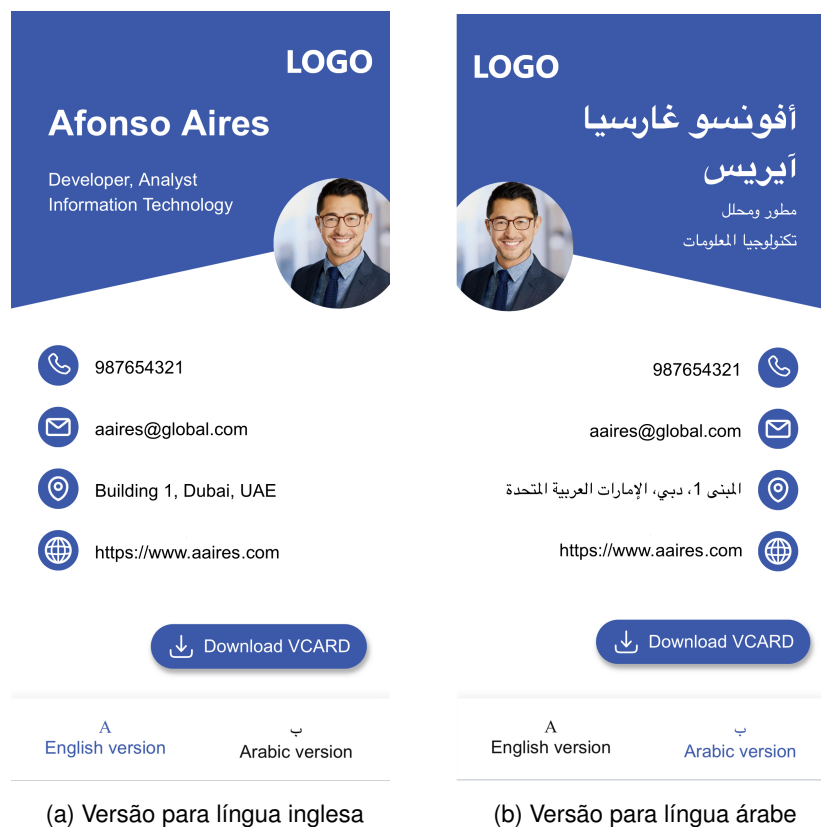 LOGO
Afonso Aires
Developer, Analyst
Information Technology
987654321
aaires@global.com
Building 1, Dubai, UAE
https://www.aaires.com
Download VCARD
A
English version
ب
Arabic version
(a) Versão para língua inglesa
LOGO
أفونسو غارسيا
آيريس
مطور ومحلل
تكنولوجيا المعلومات
987654321
aaires@global.com
المبنى 1، دبي، الإمارات العربية المتحدة
https://www.aaires.com
Download VCARD
A
English version
ب
Arabic version
(b) Versão para língua árabe